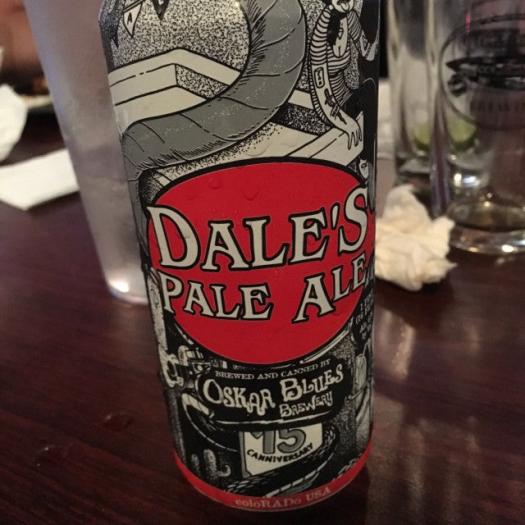 DALE'S
PALE ALE
BREWED AND CANNED BY
OSKAR BLUES
BREWERY
15
CANNIVERSARY
coloRADo USA